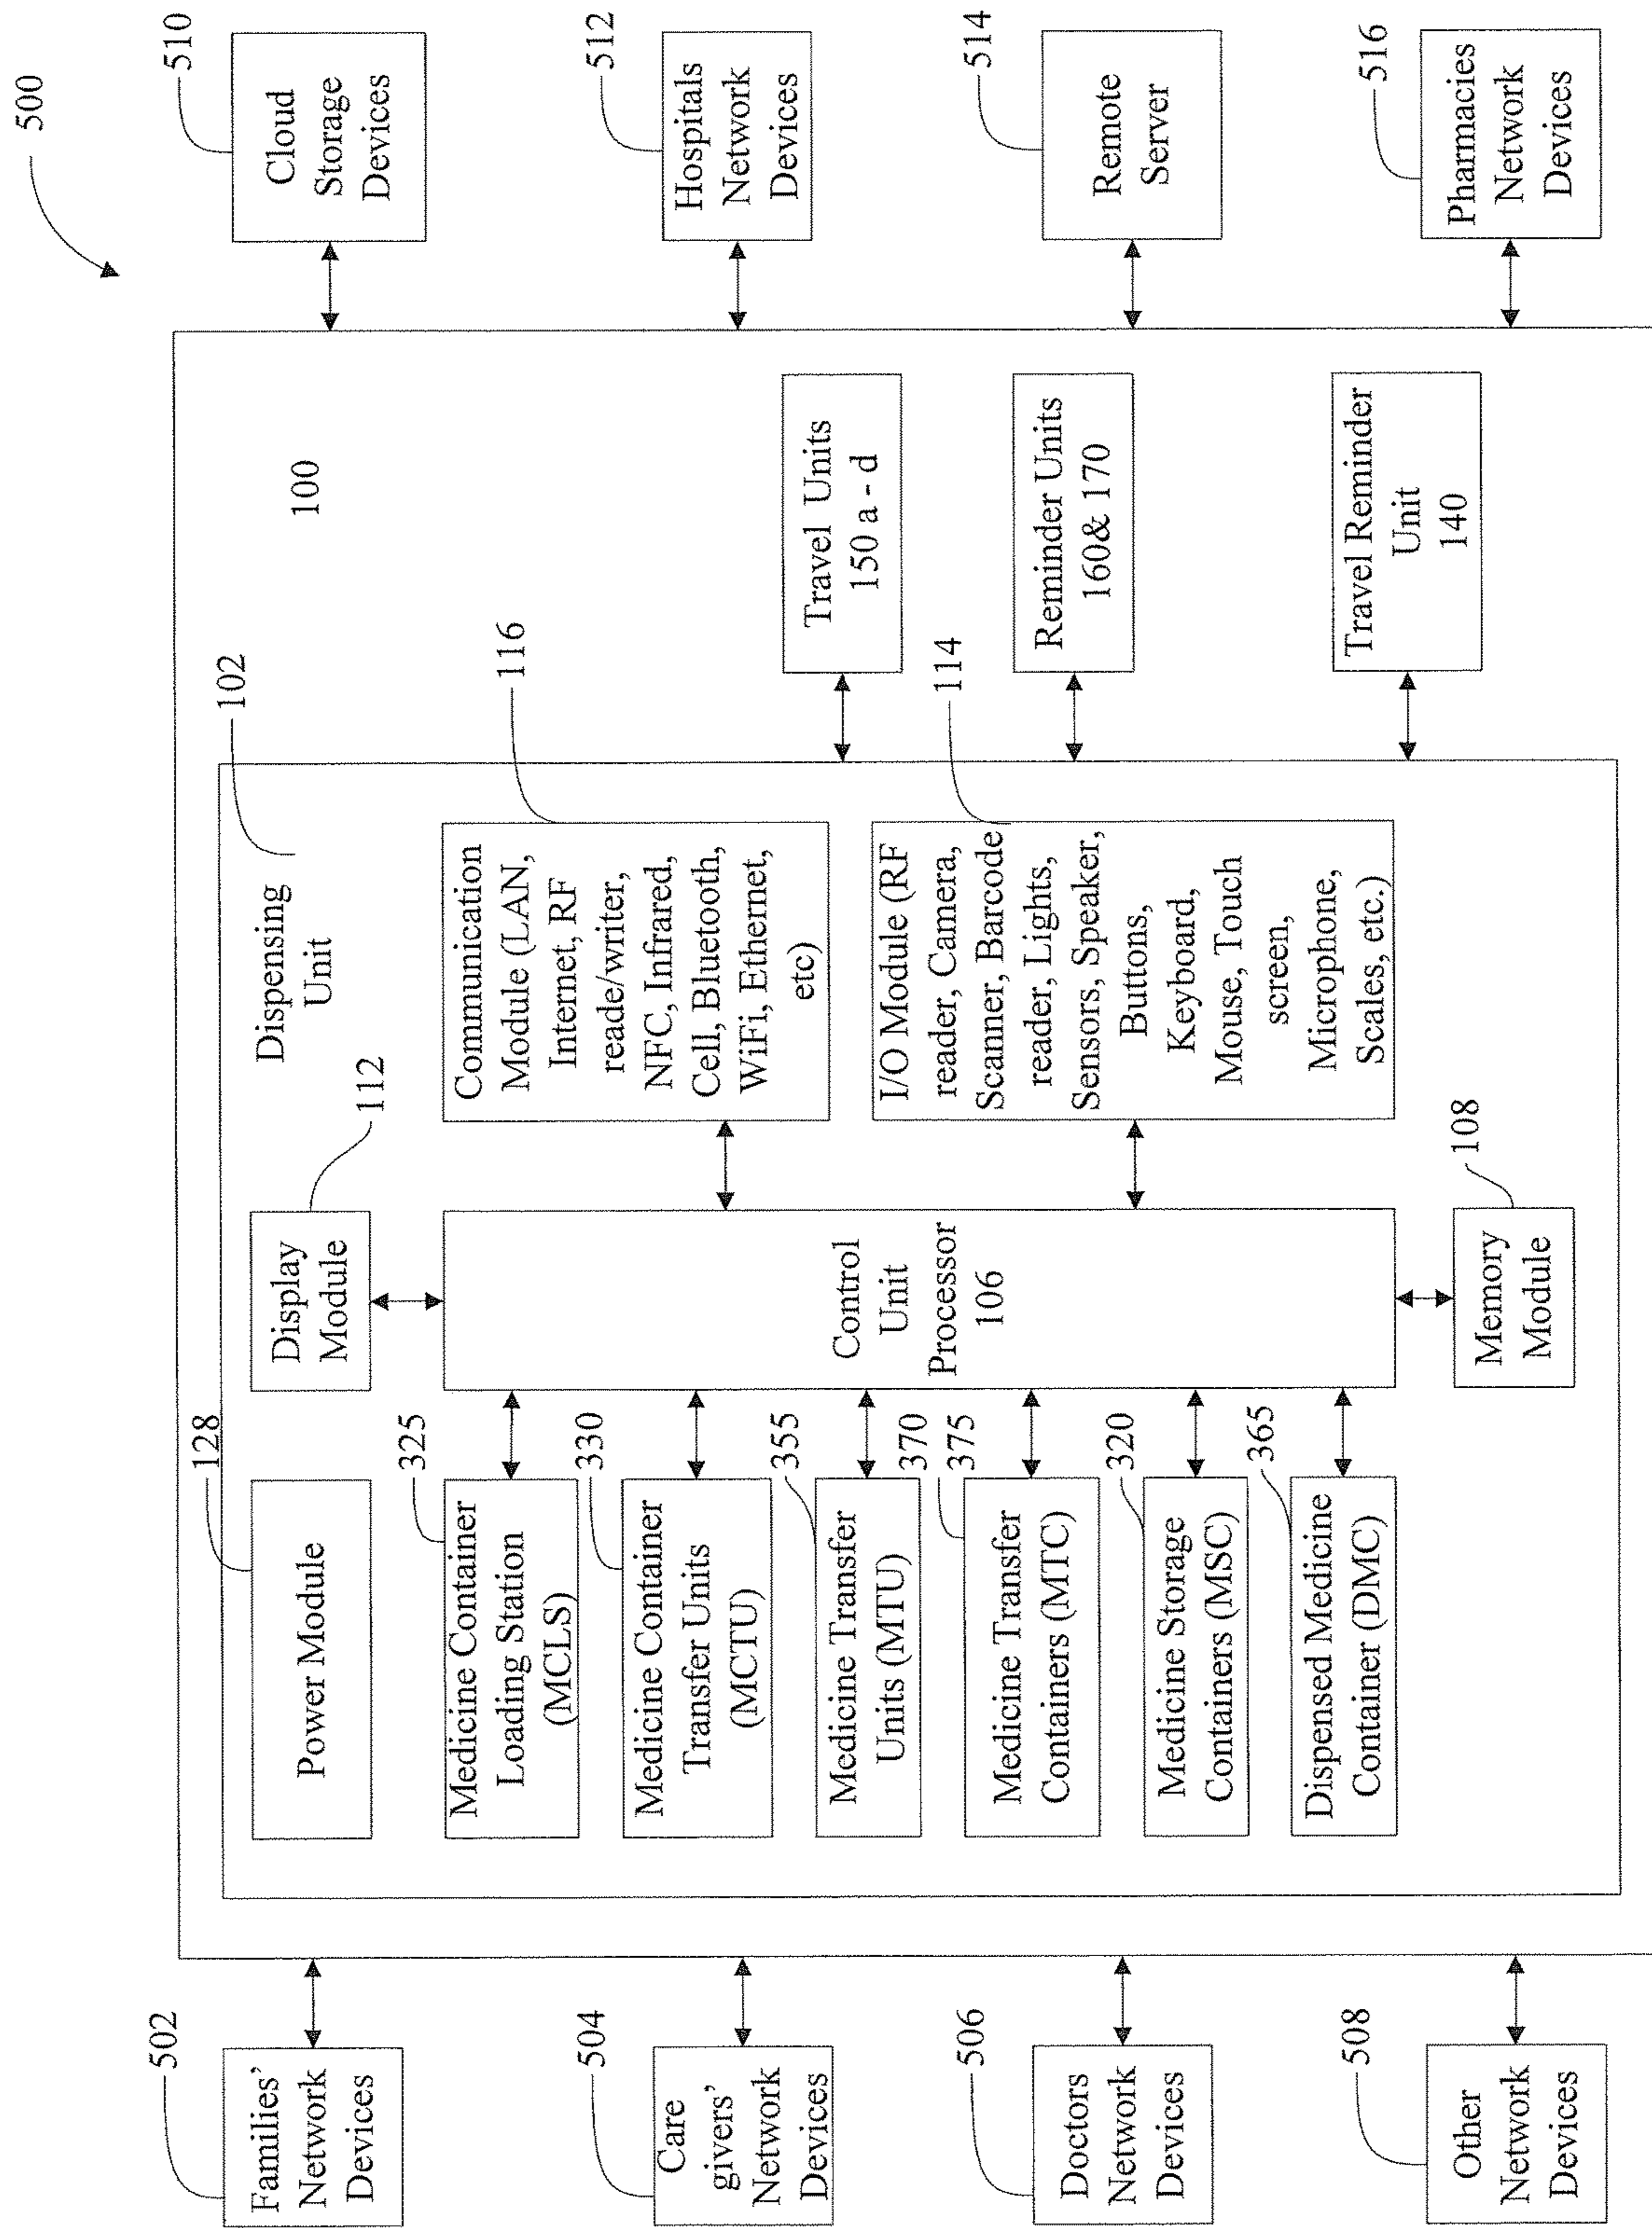 500
502
Families'
Network
Devices
504
Care
givers'
Network
Devices
506
Doctors
Network
Devices
508
Other
Network
Devices
128
Power Module
325
Medicine Container
Loading Station
(MCLS)
330
Medicine Container
Transfer Units
(MCTU)
355
Medicine Transfer
Units (MTU)
370
375
Medicine Transfer
Containers (MTC)
320
Medicine Storage
Containers (MSC)
365
Dispensed Medicine
Container (DMC)
112
Display
Module
Control
Unit
Processor
106
108
Memory
Module
Dispensing
Unit
102
116
Communication
Module (LAN,
Internet, RF
reade/writer,
NFC, Infrared,
Cell, Bluetooth,
WiFi, Ethernet,
etc)
114
I/O Module (RF
reader, Camera,
Scanner, Barcode
reader, Lights,
Sensors, Speaker,
Buttons,
Keyboard,
Mouse, Touch
screen,
Microphone,
Scales, etc.)
100
Travel Units
150 a - d
Reminder Units
160& 170
Travel Reminder
Unit
140
510
Cloud
Storage
Devices
512
Hospitals
Network
Devices
514
Remote
Server
516
Pharmacies
Network
Devices